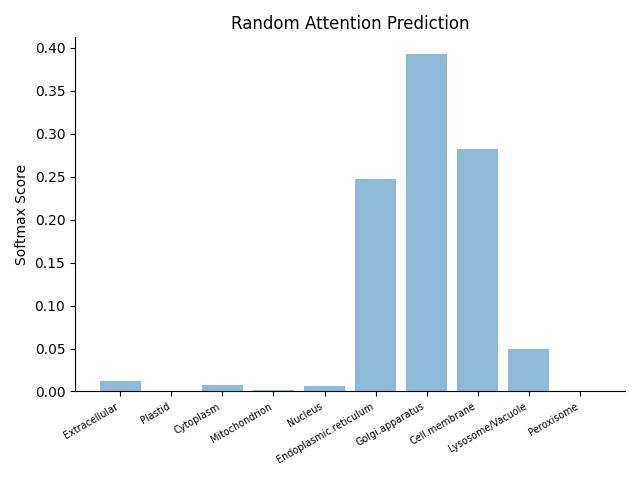 Random Attention Prediction
Softmax Score
0.40
0.35
0.30
0.25
0.20
0.15
0.10
0.05
0.00
Extracellular
Plastid
Cytoplasm
Mitochondrion
Nucleus
Endoplasmic.reticulum
Golgi.apparatus
Cell.membrane
Lysosome/Vacuole
Peroxisome